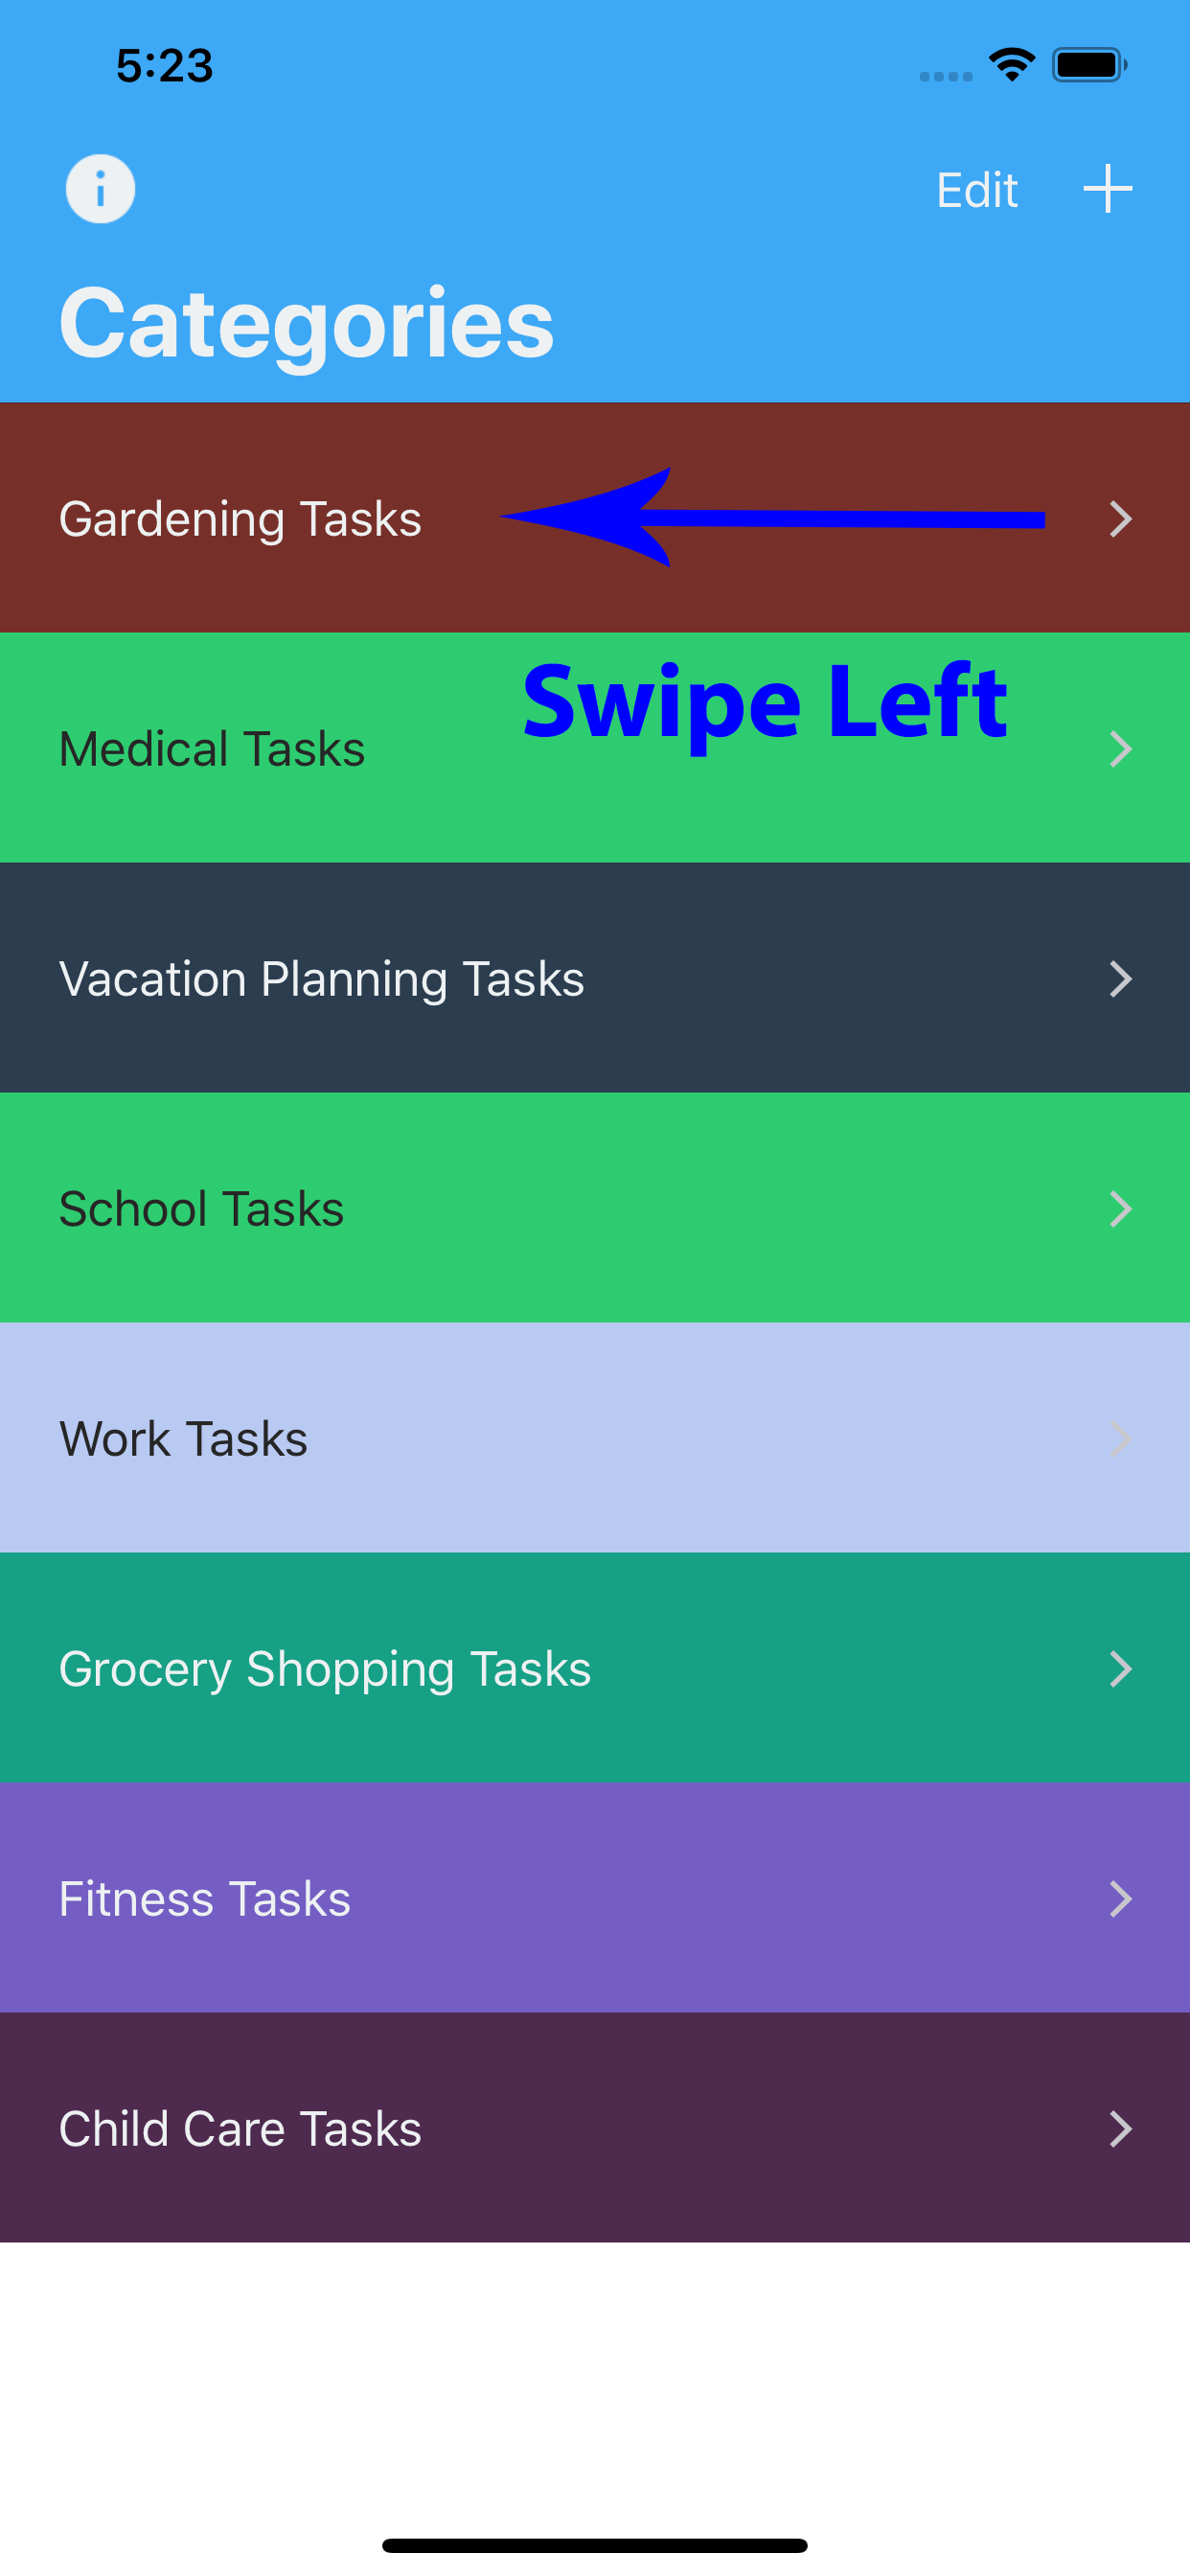 5:23
Edit
Categories
Gardening Tasks
Swipe Left
Medical Tasks
Vacation Planning Tasks
School Tasks
Work Tasks
Grocery Shopping Tasks
Fitness Tasks
Child Care Tasks